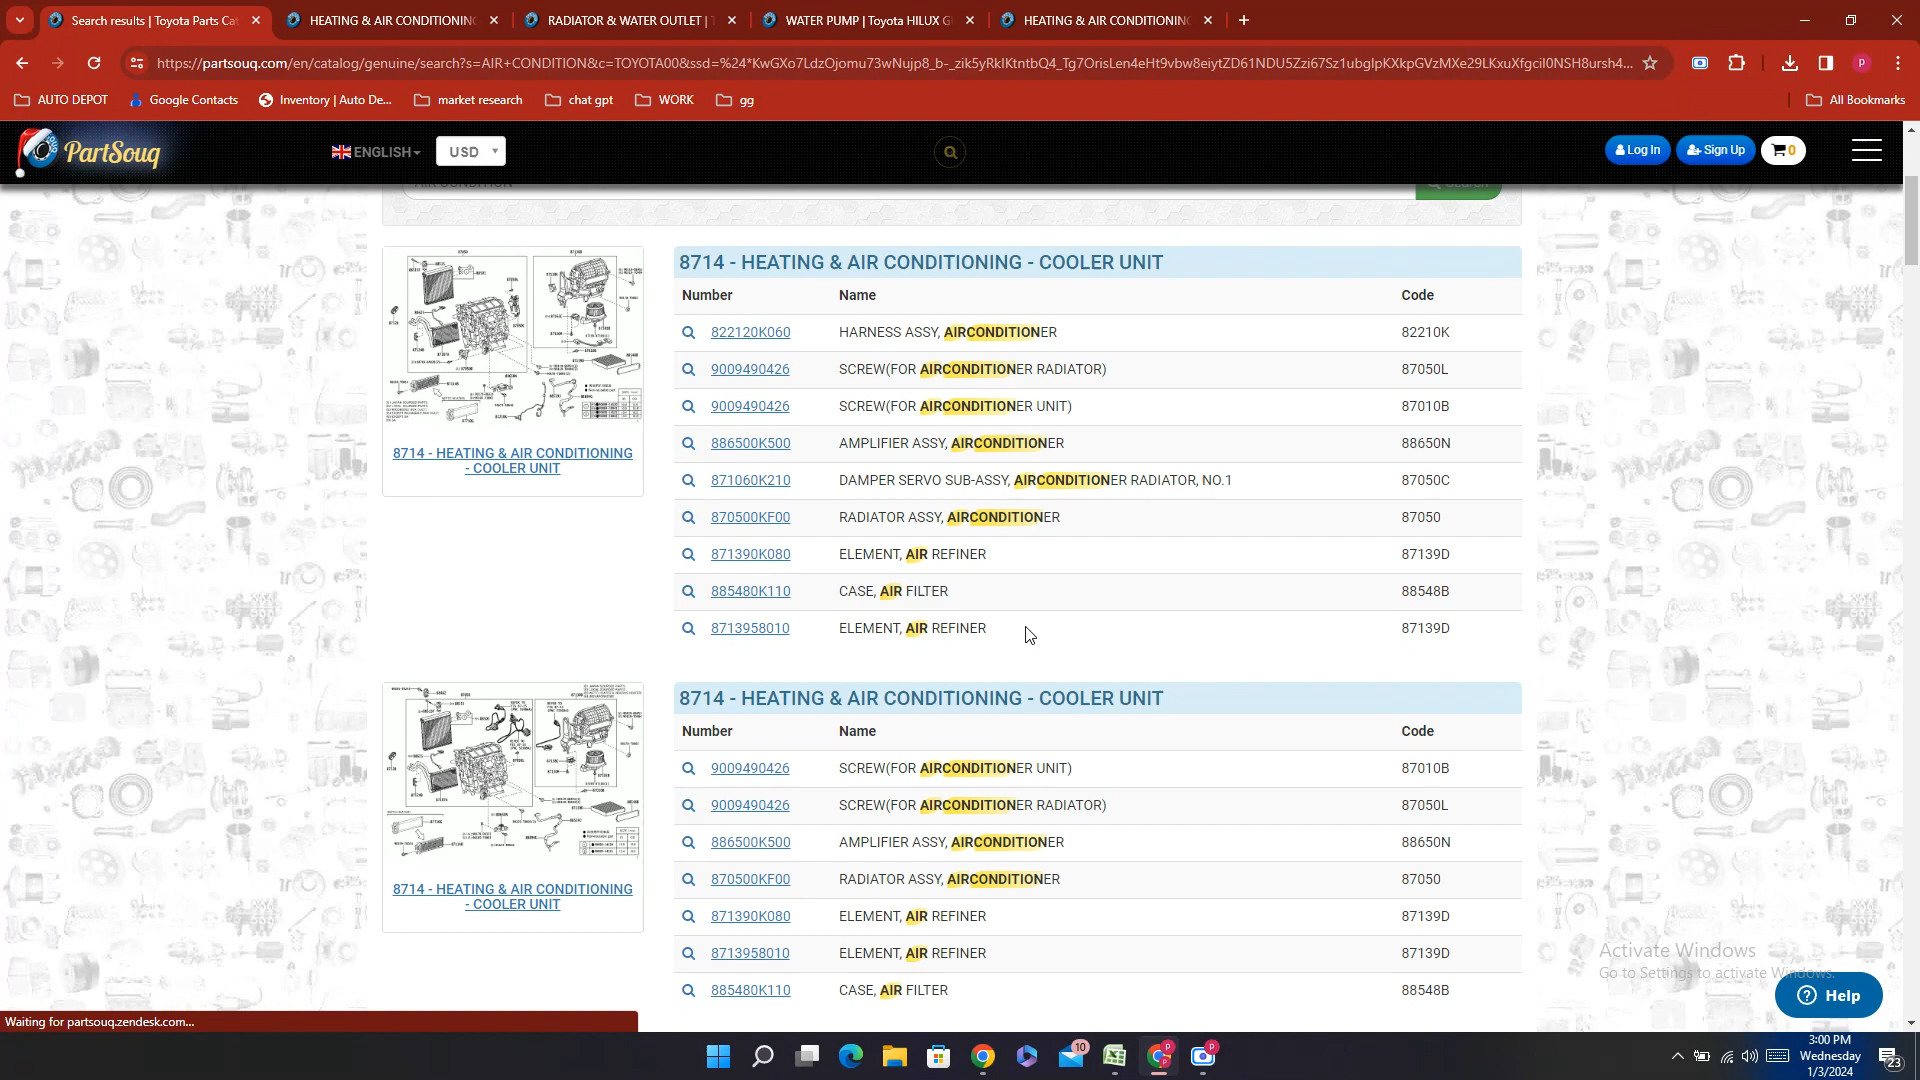 Search results | Toyota Parts Cat
HEATING & AIR CONDITIONING
RADIATOR & WATER OUTLET | T
WATER PUMP | Toyota HILUX G
HEATING & AIR CONDITIONING
AUTO DEPOT
Google Contacts
Inventory | Auto De...
market research
chat gpt
WORK
gg
All Bookmarks
PartSouq
ENGLISH
USD
Log In
Sign Up
0
8714 - HEATING & AIR CONDITIONING - COOLER UNIT
Number Name Code
822120K060 HARNESS ASSY, AIRCONDITIONER 82210K
9009490426 SCREW(FOR AIRCONDITIONER RADIATOR) 87050L
9009490426 SCREW(FOR AIRCONDITIONER UNIT) 87010B
886500K500 AMPLIFIER ASSY, AIRCONDITIONER 88650N
871060K210 DAMPER SERVO SUB-ASSY, AIRCONDITIONER RADIATOR, NO.1 87050C
870500KF00 RADIATOR ASSY, AIRCONDITIONER 87050
871390K080 ELEMENT, AIR REFINER 87139D
885480K110 CASE, AIR FILTER 88548B
8713958010 ELEMENT, AIR REFINER 87139D
8714 - HEATING & AIR CONDITIONING
- COOLER UNIT
8714 - HEATING & AIR CONDITIONING - COOLER UNIT
Number Name Code
9009490426 SCREW(FOR AIRCONDITIONER UNIT) 87010B
9009490426 SCREW(FOR AIRCONDITIONER RADIATOR) 87050L
886500K500 AMPLIFIER ASSY, AIRCONDITIONER 88650N
870500KF00 RADIATOR ASSY, AIRCONDITIONER 87050
871390K080 ELEMENT, AIR REFINER 87139D
8713958010 ELEMENT, AIR REFINER 87139D
885480K110 CASE, AIR FILTER 88548B
8714 - HEATING & AIR CONDITIONING
- COOLER UNIT
Activate Windows
Go to Settings to activate Windows.
Help
Waiting for partsouq.zendesk.com...
10
3:00 PM
Wednesday
1/3/2024
23